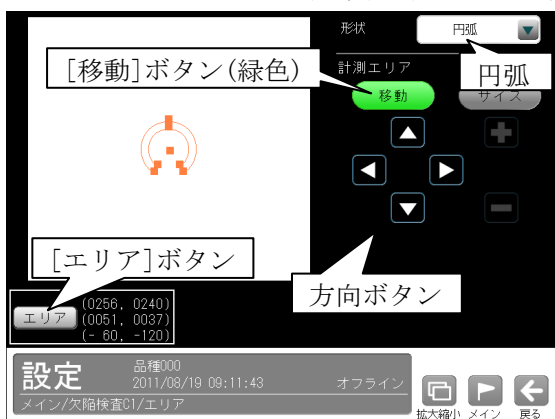 形状
円弧
[移動]ボタン(緑色)
計測エリア
円弧
移動
サイズ
[エリア]ボタン
方向ボタン
エリア
(0256, 0240)
(0051, 0037)
(- 60, -120)
設定
品種000
2011/08/19 09:11:43
オフライン
メイン/欠陥検査C1/エリア
拡大縮小
メイン
戻る